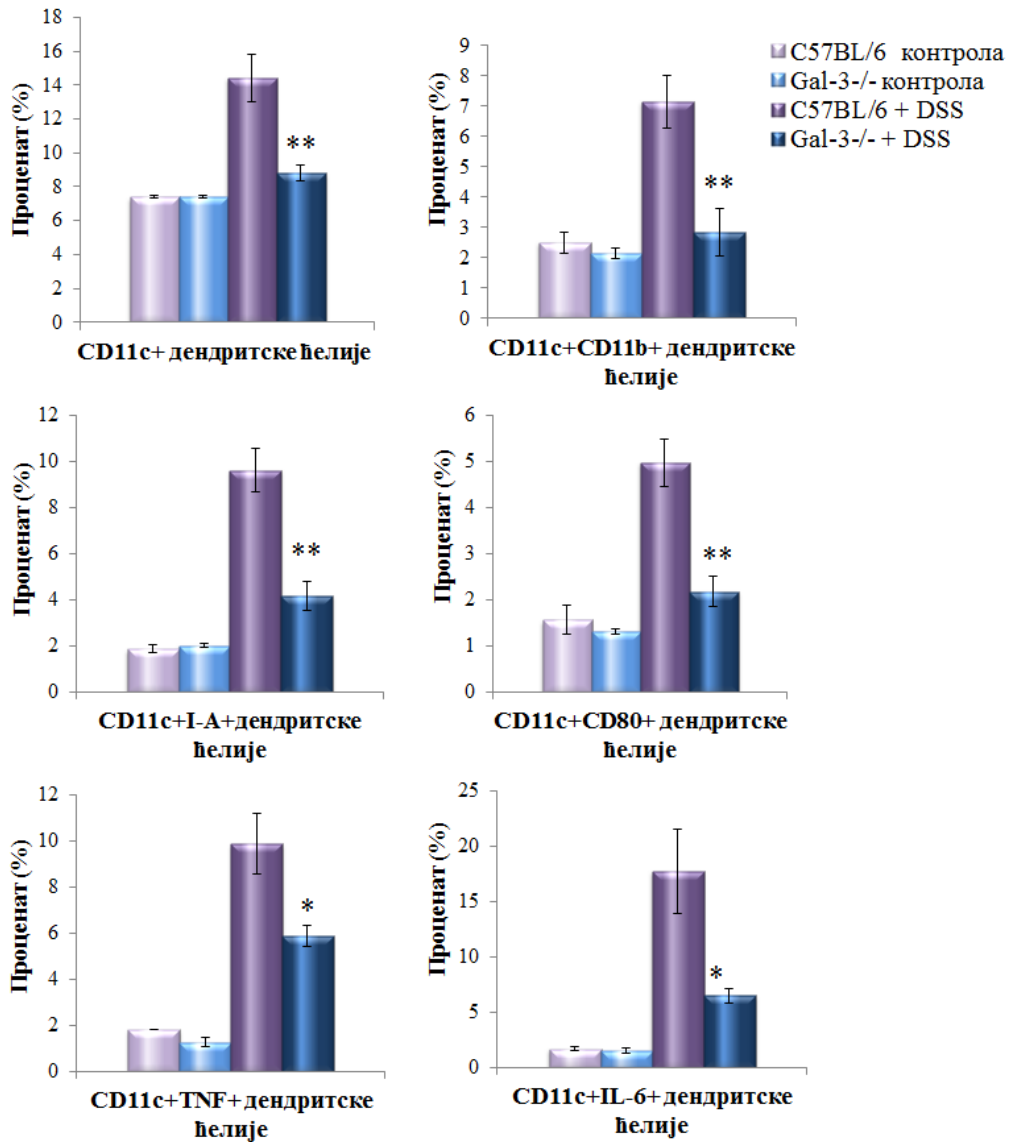 Проценат (%)
18
16
14
12
10
8
6
4
2
0
**
CD11c+ дендритске ћелије
Проценат (%)
9
8
7
6
5
4
3
2
1
0
**
CD11c+CD11b+ дендритске
ћелије
C57BL/6 контрола
Gal-3-/- контрола
C57BL/6 + DSS
Gal-3-/- + DSS
Проценат (%)
12
10
8
6
4
2
0
**
CD11c+I-A+дендритске
ћелије
Проценат (%)
6
5
4
3
2
1
0
**
CD11c+CD80+ дендритске
ћелије
Проценат (%)
12
10
8
6
4
2
0
*
CD11c+TNF+ дендритске
ћелије
Проценат (%)
25
20
15
10
5
0
*
CD11c+IL-6+ дендритске
ћелије